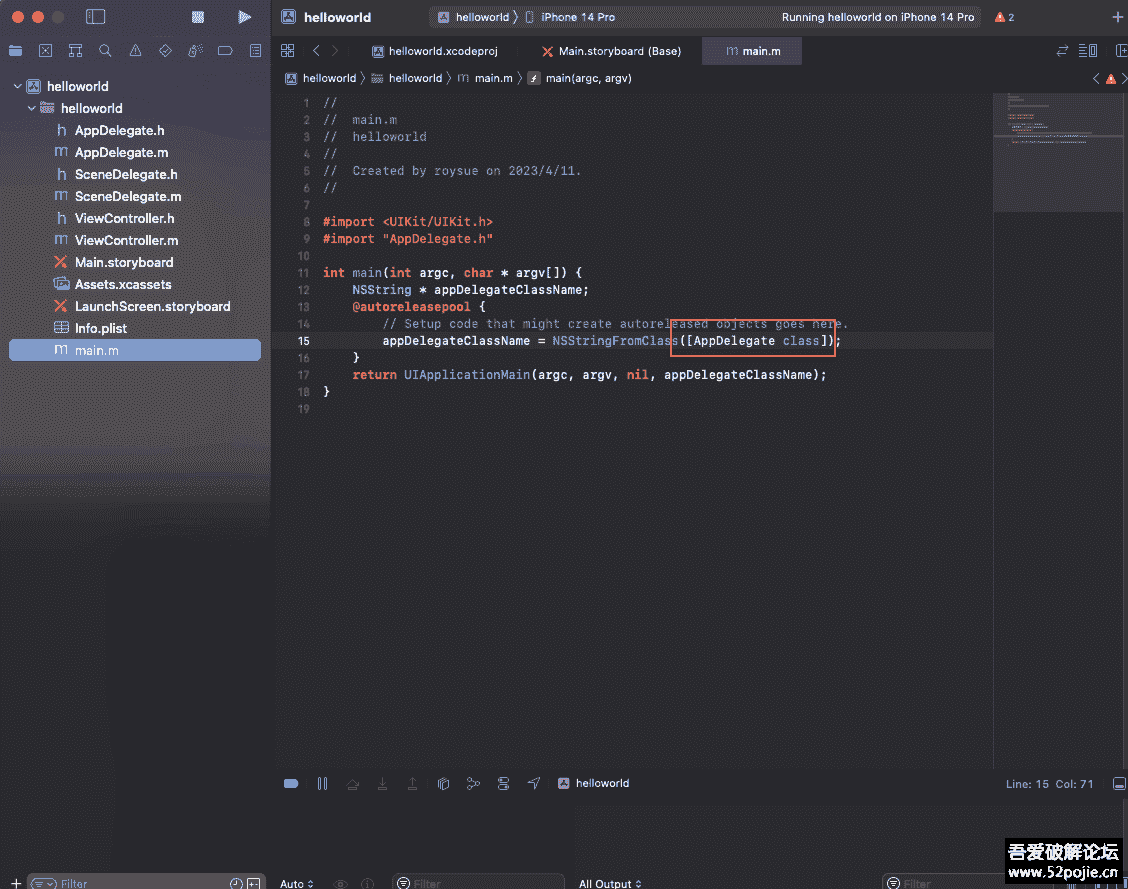 helloworld
helloworld 〉 iPhone 14 Pro
Running helloworld on iPhone 14 Pro
2
helloworld.xcodeproj
Main.storyboard (Base)
main.m
helloworld 〉 helloworld 〉 m main.m 〉 main(argc, argv)
helloworld
helloworld
h AppDelegate.h
m AppDelegate.m
h SceneDelegate.h
m SceneDelegate.m
h ViewController.h
m ViewController.m
Main.storyboard
Assets.xcassets
LaunchScreen.storyboard
Info.plist
m main.m
1 //
2 //  main.m
3 //  helloworld
4 //
5 //  Created by roysue on 2023/4/11.
6 //
7
8 #import <UIKit/UIKit.h>
9 #import "AppDelegate.h"
10
11 int main(int argc, char * argv[]) {
12     NSString * appDelegateClassName;
13     @autoreleasepool {
14         // Setup code that might create autoreleased objects goes here.
15         appDelegateClassName = NSStringFromClass([AppDelegate class]);
16     }
17     return UIApplicationMain(argc, argv, nil, appDelegateClassName);
18 }
19
helloworld
Line: 15 Col: 71
Filter
Auto
Filter
All Output
Filter
吾爱破解论坛
www.52pojie.cn